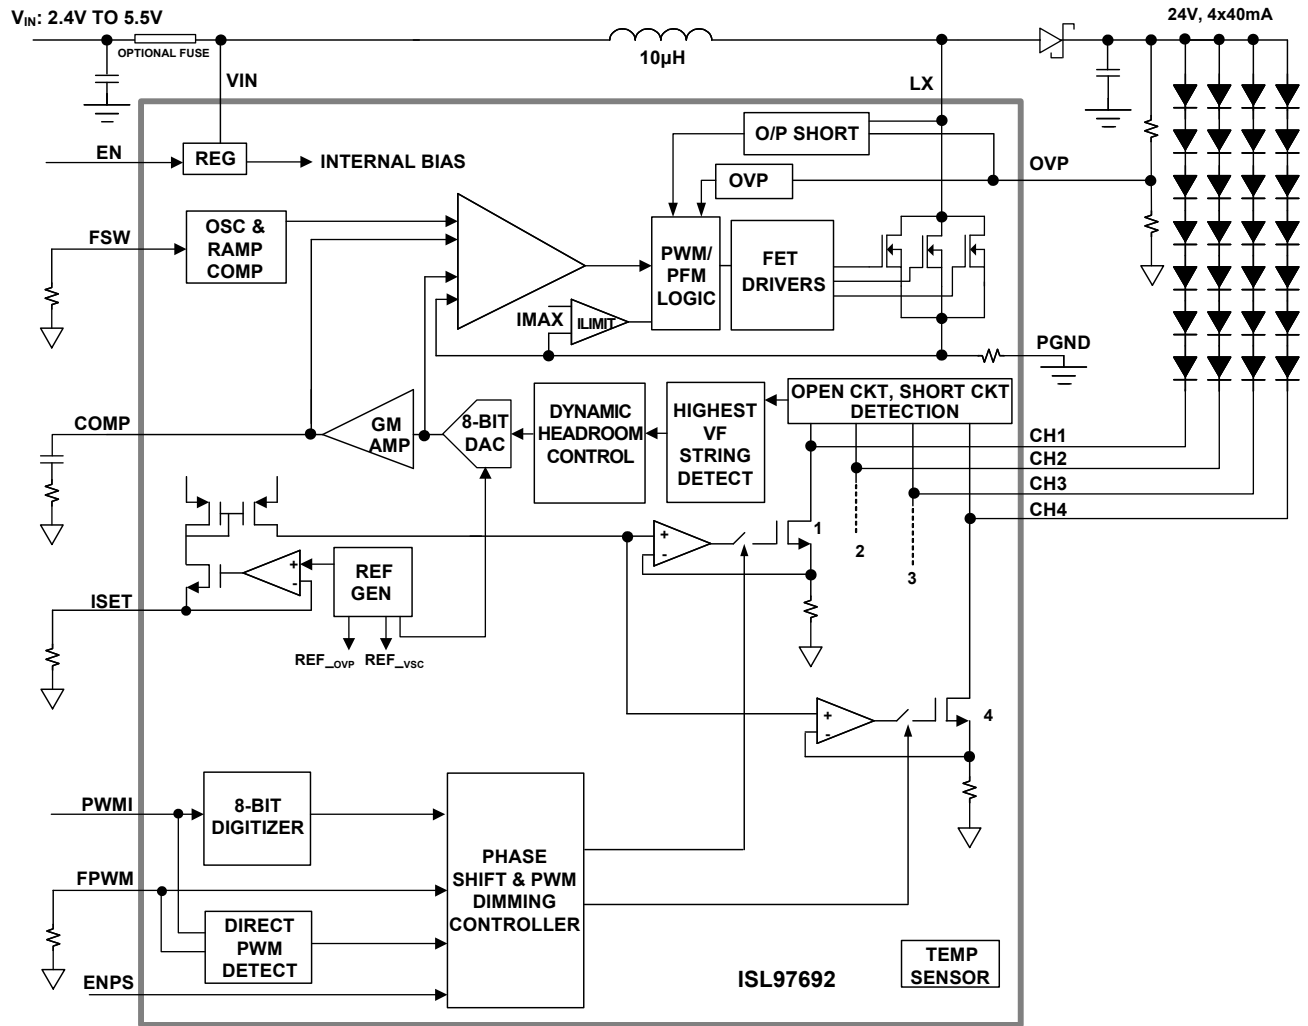 VIN: 2.4V TO 5.5V
24V, 4x40mA
OPTIONAL FUSE
10µH
VIN
LX
O/P SHORT
EN
REG
INTERNAL BIAS
OVP
OVP
OSC &
RAMP
COMP
FSW
PWM/
PFM
LOGIC
FET
DRIVERS
IMAX
ILIMIT
PGND
OPEN CKT, SHORT CKT
DETECTION
COMP
GM
AMP
8-BIT
DAC
DYNAMIC
HEADROOM
CONTROL
HIGHEST
VF
STRING
DETECT
CH1
CH2
CH3
CH4
+
-
1
2
3
+
-
REF
GEN
ISET
REF_OVP
REF_VSC
+
-
4
PWMI
8-BIT
DIGITIZER
FPWM
PHASE
SHIFT & PWM
DIMMING
CONTROLLER
DIRECT
PWM
DETECT
ENPS
ISL97692
TEMP
SENSOR